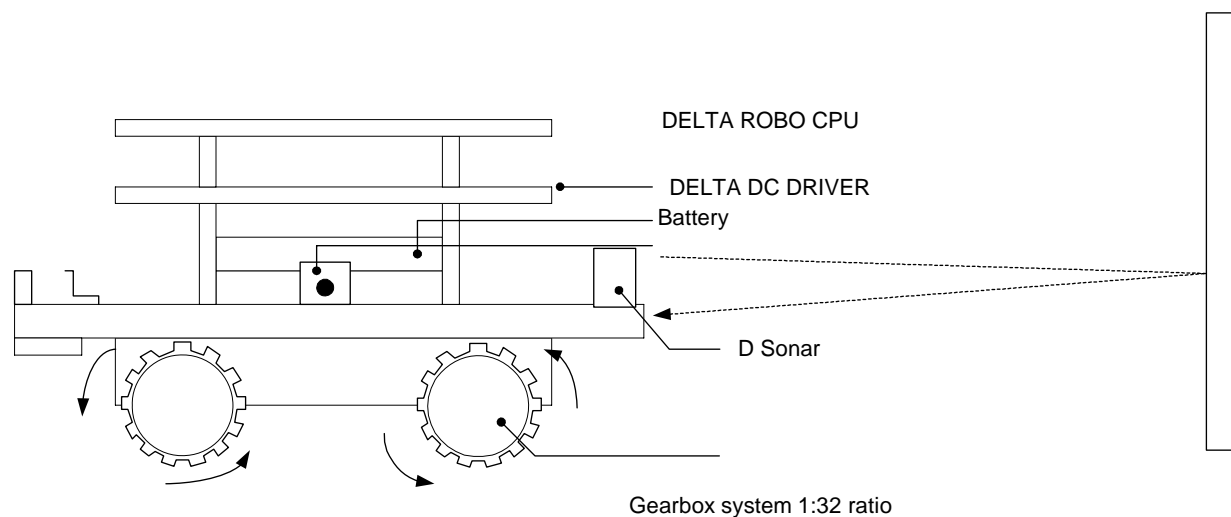 DELTA ROBO CPU
DELTA DC DRIVER
Battery
D Sonar
Gearbox system 1:32 ratio